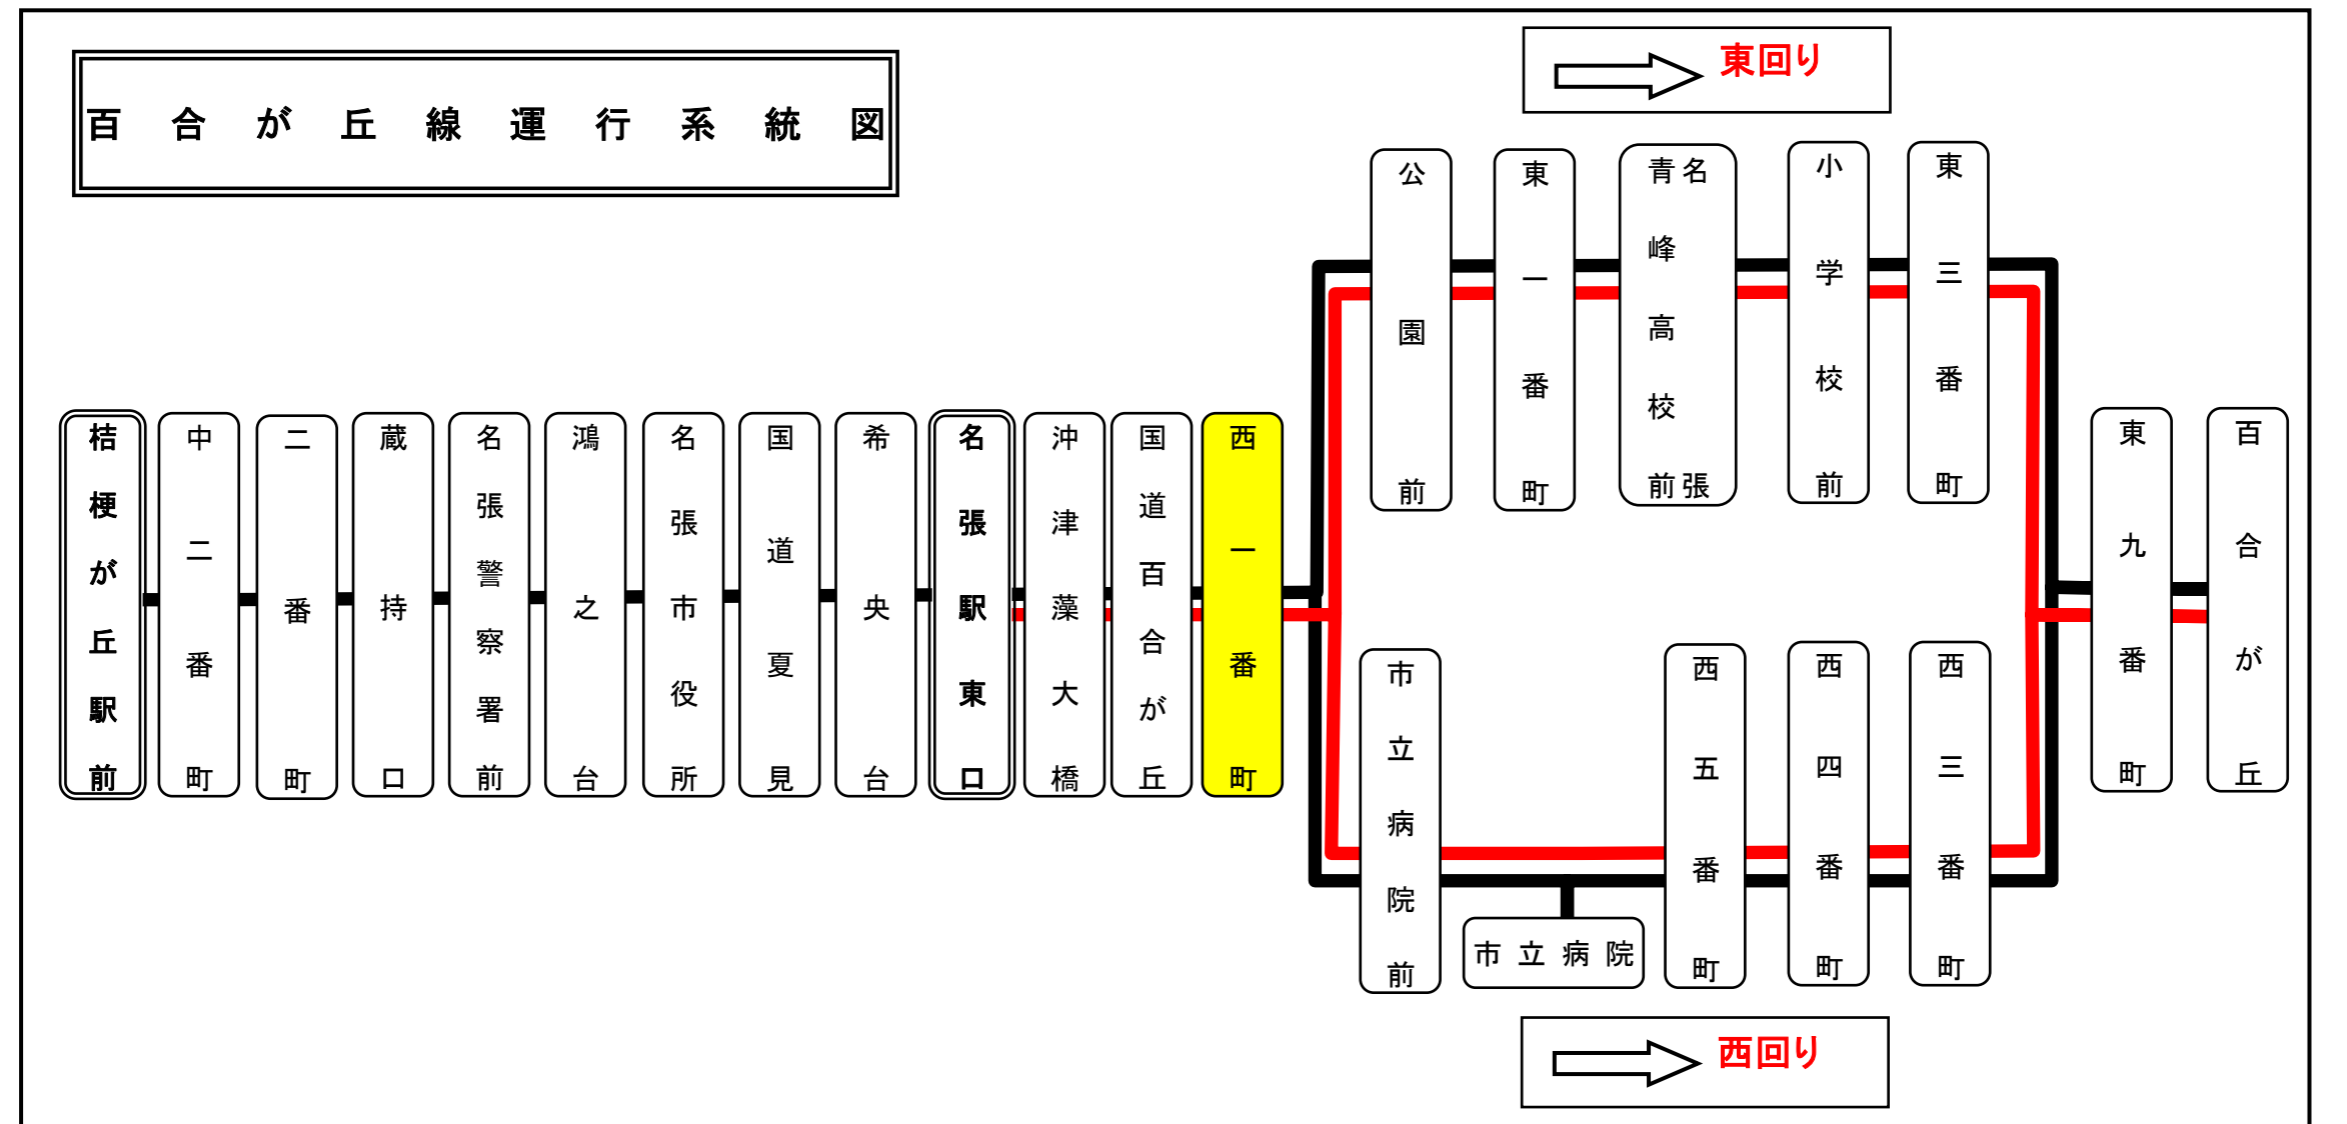 百合が丘線運行系統図
東回り
公園前
東一番町
名張
青峰高校前
小学校前
東三番町
桔梗が丘駅前
中二番町
二番町
蔵持口
名張警察署前
鴻之台
名張市役所
国道夏見
希央台
名張駅東口
沖津藻大橋
国道百合が丘
西一番町
東九番町
百合が丘
市立病院前
市立病院
西五番町
西四番町
西三番町
西回り